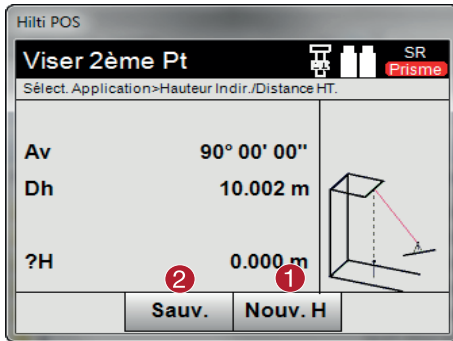 Hilti POS
Viser 2ème Pt
SR
Prisme
Sélect. Application>Hauteur Indir./Distance HT.
Av 90° 00' 00"
Dh 10.002 m
?H 0.000 m
2 1
Sauv. Nouv. H